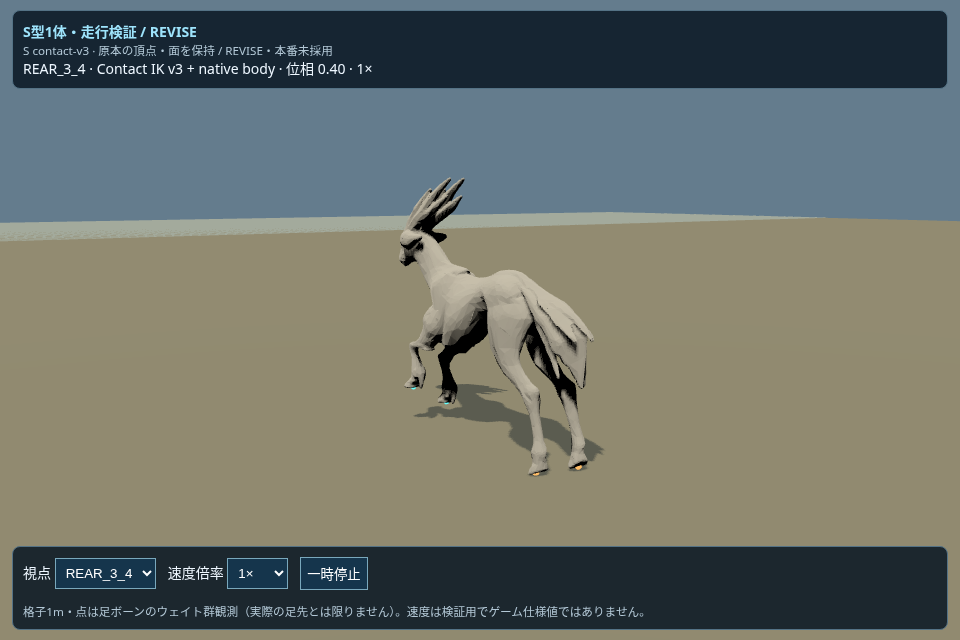 S型1体・走行検証 / REVISE
S contact-v3 · 原本の頂点・面を保持 / REVISE・本番未採用
REAR_3_4 · Contact IK v3 + native body · 位相 0.40 · 1×
視点 REAR_3_4 速度倍率 1× 一時停止
格子1m・点は足ボーンのウェイト群観測（実際の足先とは限りません）。速度は検証用でゲーム仕様値ではありません。